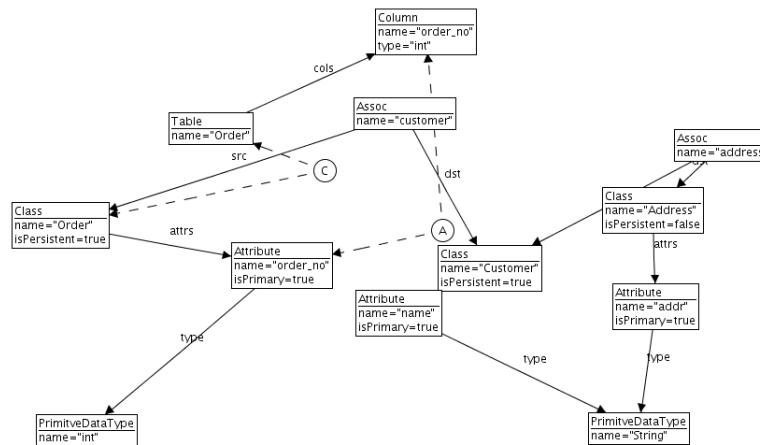 Column
name="order_no"
type="int"
cols
Table
name="Order"
Assoc
name="customer"
Assoc
name="address
src
C
dst
Class
name="Order"
isPersistent=true
Class
name="Address"
isPersistent=false
attrs
A
attrs
Attribute
name="order_no"
isPrimary=true
Class
name="Customer"
isPersistent=true
Attribute
name="name"
isPrimary=true
Attribute
name="addr"
isPrimary=true
type
type
type
PrimitveDataType
name="int"
PrimitveDataType
name="String"